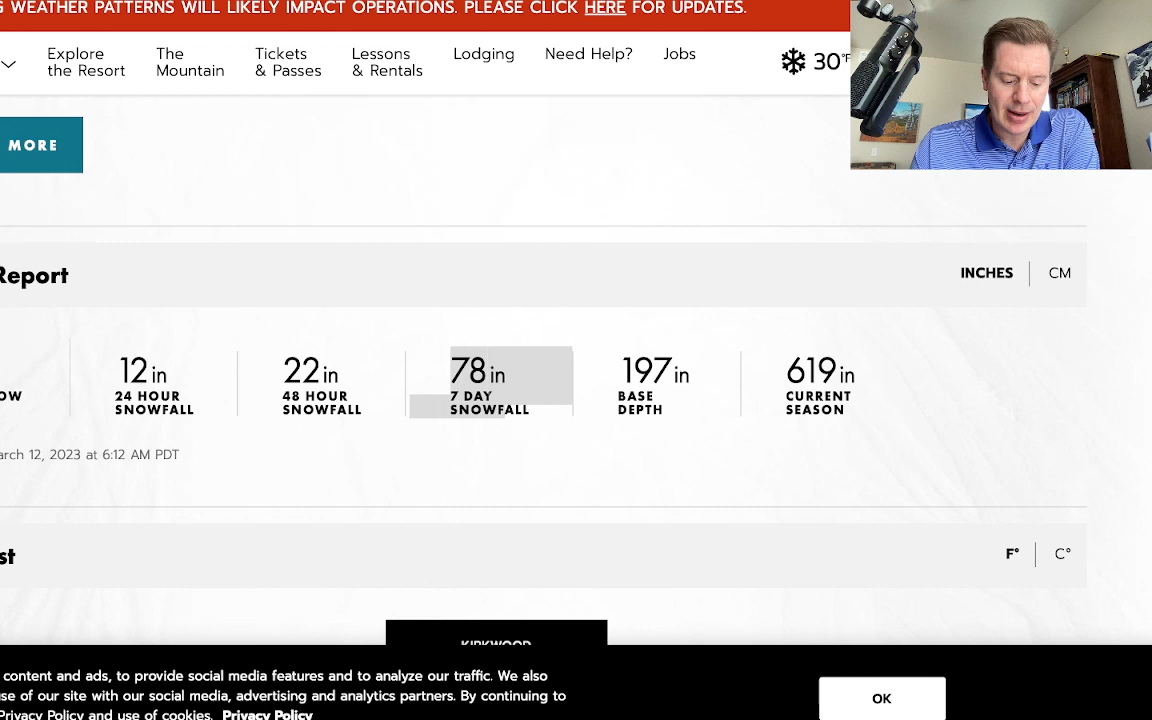 G WEATHER PATTERNS WILL LIKELY IMPACT OPERATIONS. PLEASE CLICK HERE FOR UPDATES.
Explore the Resort
The Mountain
Tickets & Passes
Lessons & Rentals
Lodging
Need Help?
Jobs
30°F
MORE
Report
INCHES
CM
12 in
24 HOUR
SNOWFALL
22 in
48 HOUR
SNOWFALL
78 in
7 DAY
SNOWFALL
197 in
BASE
DEPTH
619 in
CURRENT
SEASON
OW
arch 12, 2023 at 6:12 AM PDT
st
F°
C°
KIRKWOOD
content and ads, to provide social media features and to analyze our traffic. We also
se of our site with our social media, advertising and analytics partners. By continuing to
Privacy Policy and use of cookies. Privacy Policy
OK